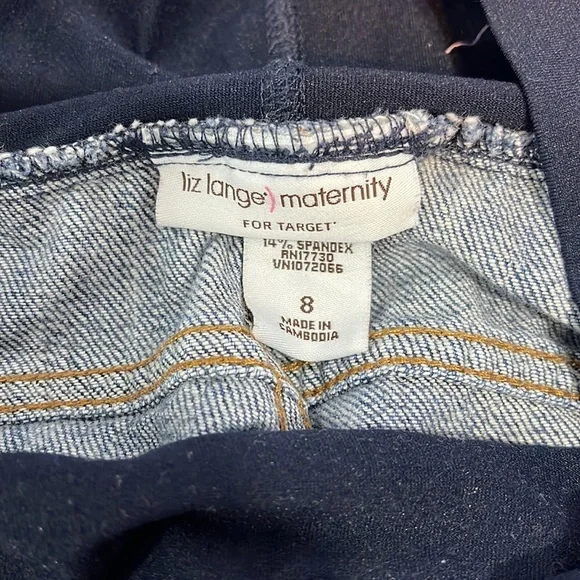 liz lange) maternity
FOR TARGET*
14% SPANDEX
RN17730
VN1072066
8
MADE IN
CAMBODIA